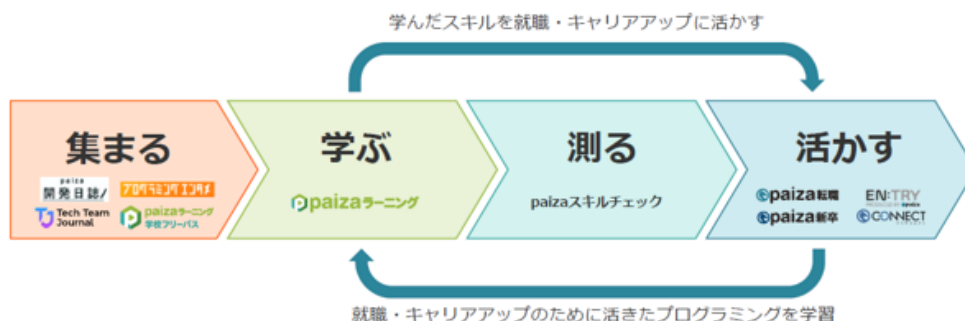 学んだスキルを就職・キャリアアップに活かす
集まる
paiza
開発日誌!
プログラミングエンタメ
Tech Team
Journal
paizaラーニング
学校フリーパス
学ぶ
paizaラーニング
測る
paizaスキルチェック
活かす
paiza転職
EN:TRY
paiza新卒
CONNECT
就職・キャリアアップのために活きたプログラミングを学習